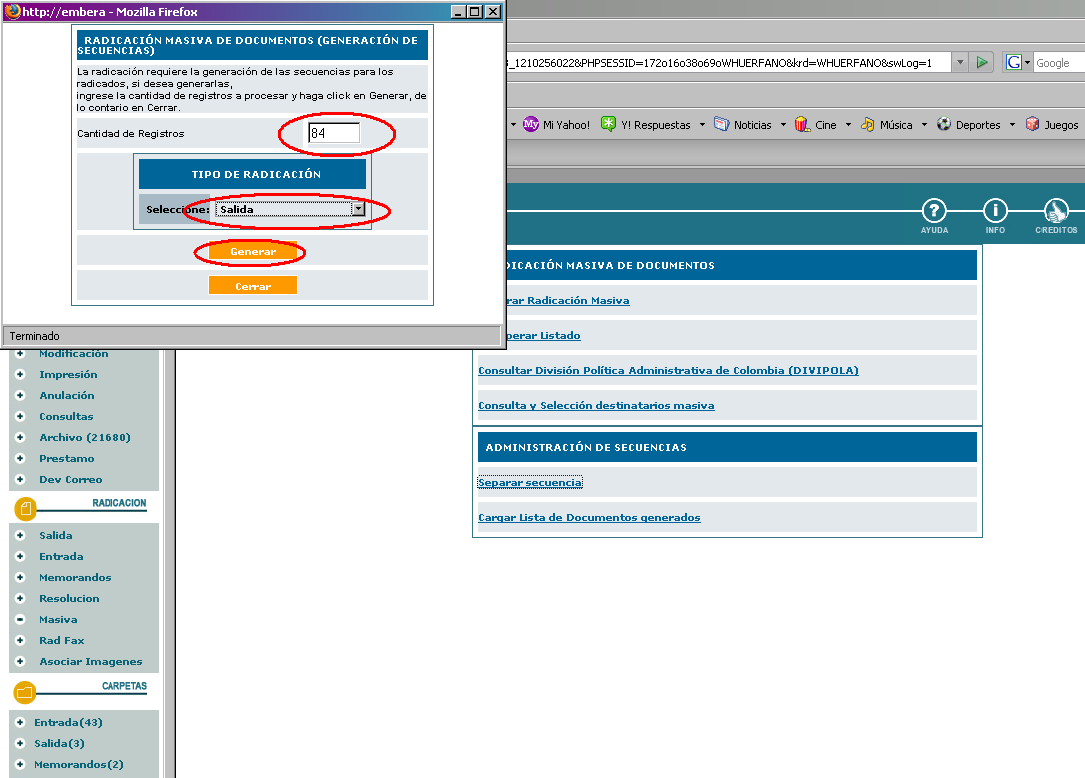 http://embera - Mozilla Firefox
RADICACIÓN MASIVA DE DOCUMENTOS (GENERACIÓN DE
SECUENCIAS)
La radicación requiere la generación de las secuencias para los
radicados, si desea generarlas,
ingrese la cantidad de registros a procesar y haga click en Generar, de
lo contario en Cerrar.
Cantidad de Registros 84
TIPO DE RADICACIÓN
Seleccione: Salida
Generar
Cerrar
Terminado
_12102560228&PHPSESSID=172o16o38o69oWHUERFANO&krd=WHUERFANO&swLog=1
G Google
My Mi Yahoo! Y! Respuestas Noticias Cine Música Deportes Juegos
AYUDA INFO CREDITOS
DICACIÓN MASIVA DE DOCUMENTOS
rar Radicación Masiva
perar Listado
Consultar División Política Administrativa de Colombia (DIVIPOLA)
Consulta y Selección destinatarios masiva
ADMINISTRACIÓN DE SECUENCIAS
Separar secuencia
Cargar Lista de Documentos generados
Modificación
Impresión
Anulación
Consultas
Archivo (21680)
Prestamo
Dev Correo
RADICACION
Salida
Entrada
Memorandos
Resolucion
Masiva
Rad Fax
Asociar Imagenes
CARPETAS
Entrada(43)
Salida(3)
Memorandos(2)